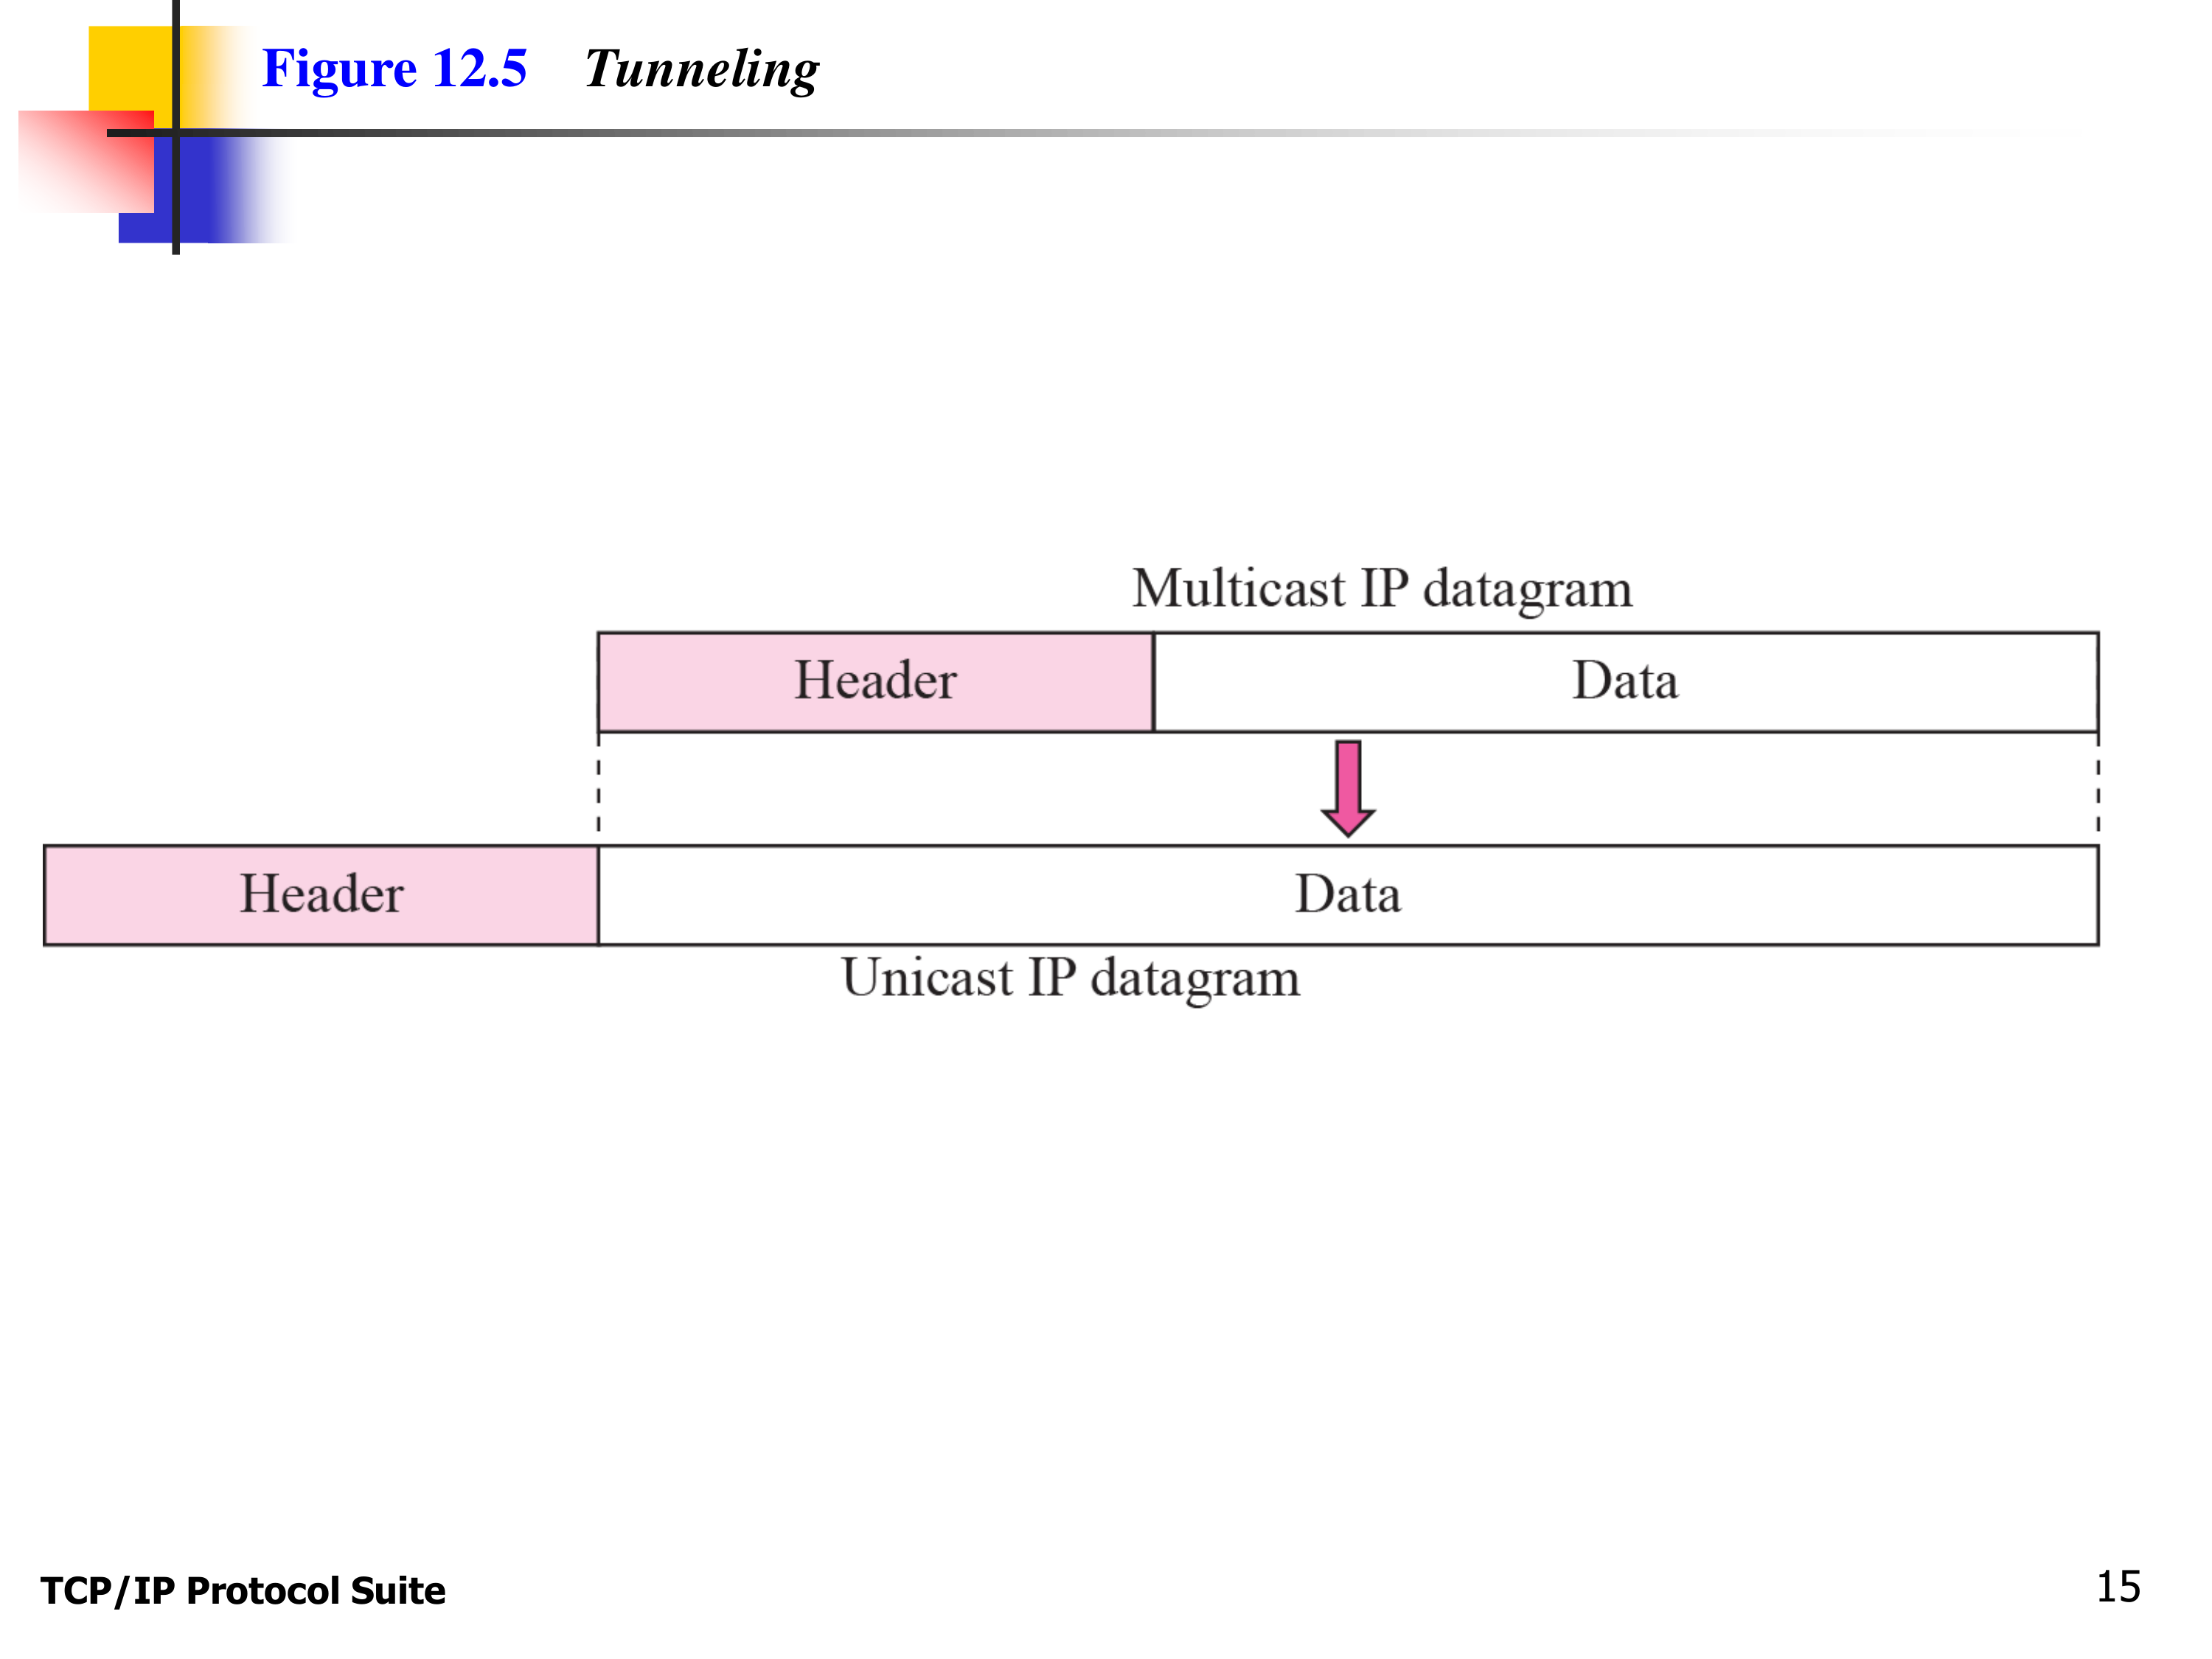 Figure 12.5 Tunneling
Multicast IP datagram
Header Data
Header Data
Unicast IP datagram
TCP/IP Protocol Suite 15